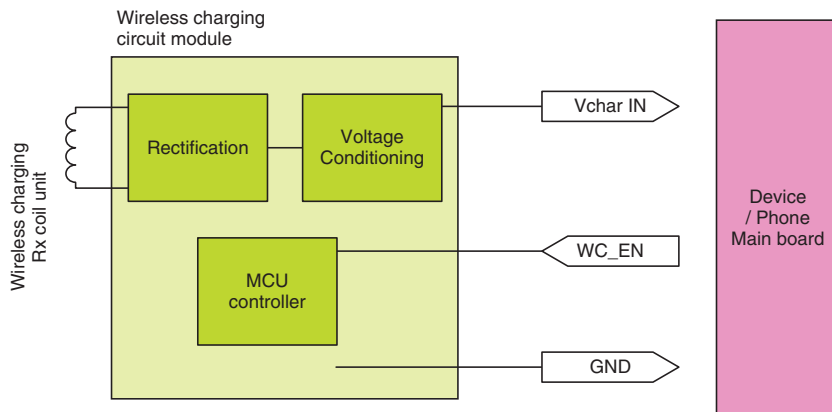 Wireless charging
circuit module
Wireless charging
Rx coil unit
Rectification
Voltage
Conditioning
MCU
controller
Vchar IN
WC_EN
GND
Device
/ Phone
Main board